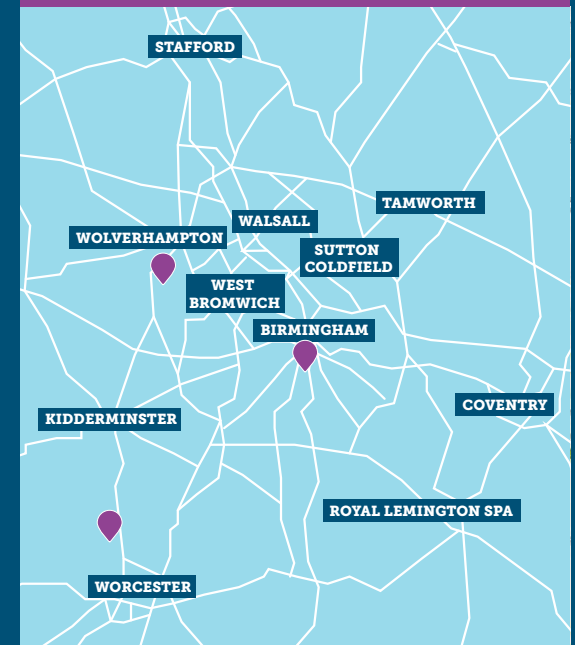 STAFFORD
TAMWORTH
WALSALL
WOLVERHAMPTON
SUTTON
COLDFIELD
WEST
BROMWICH
BIRMINGHAM
COVENTRY
KIDDERMINSTER
ROYAL LEMINGTON SPA
WORCESTER